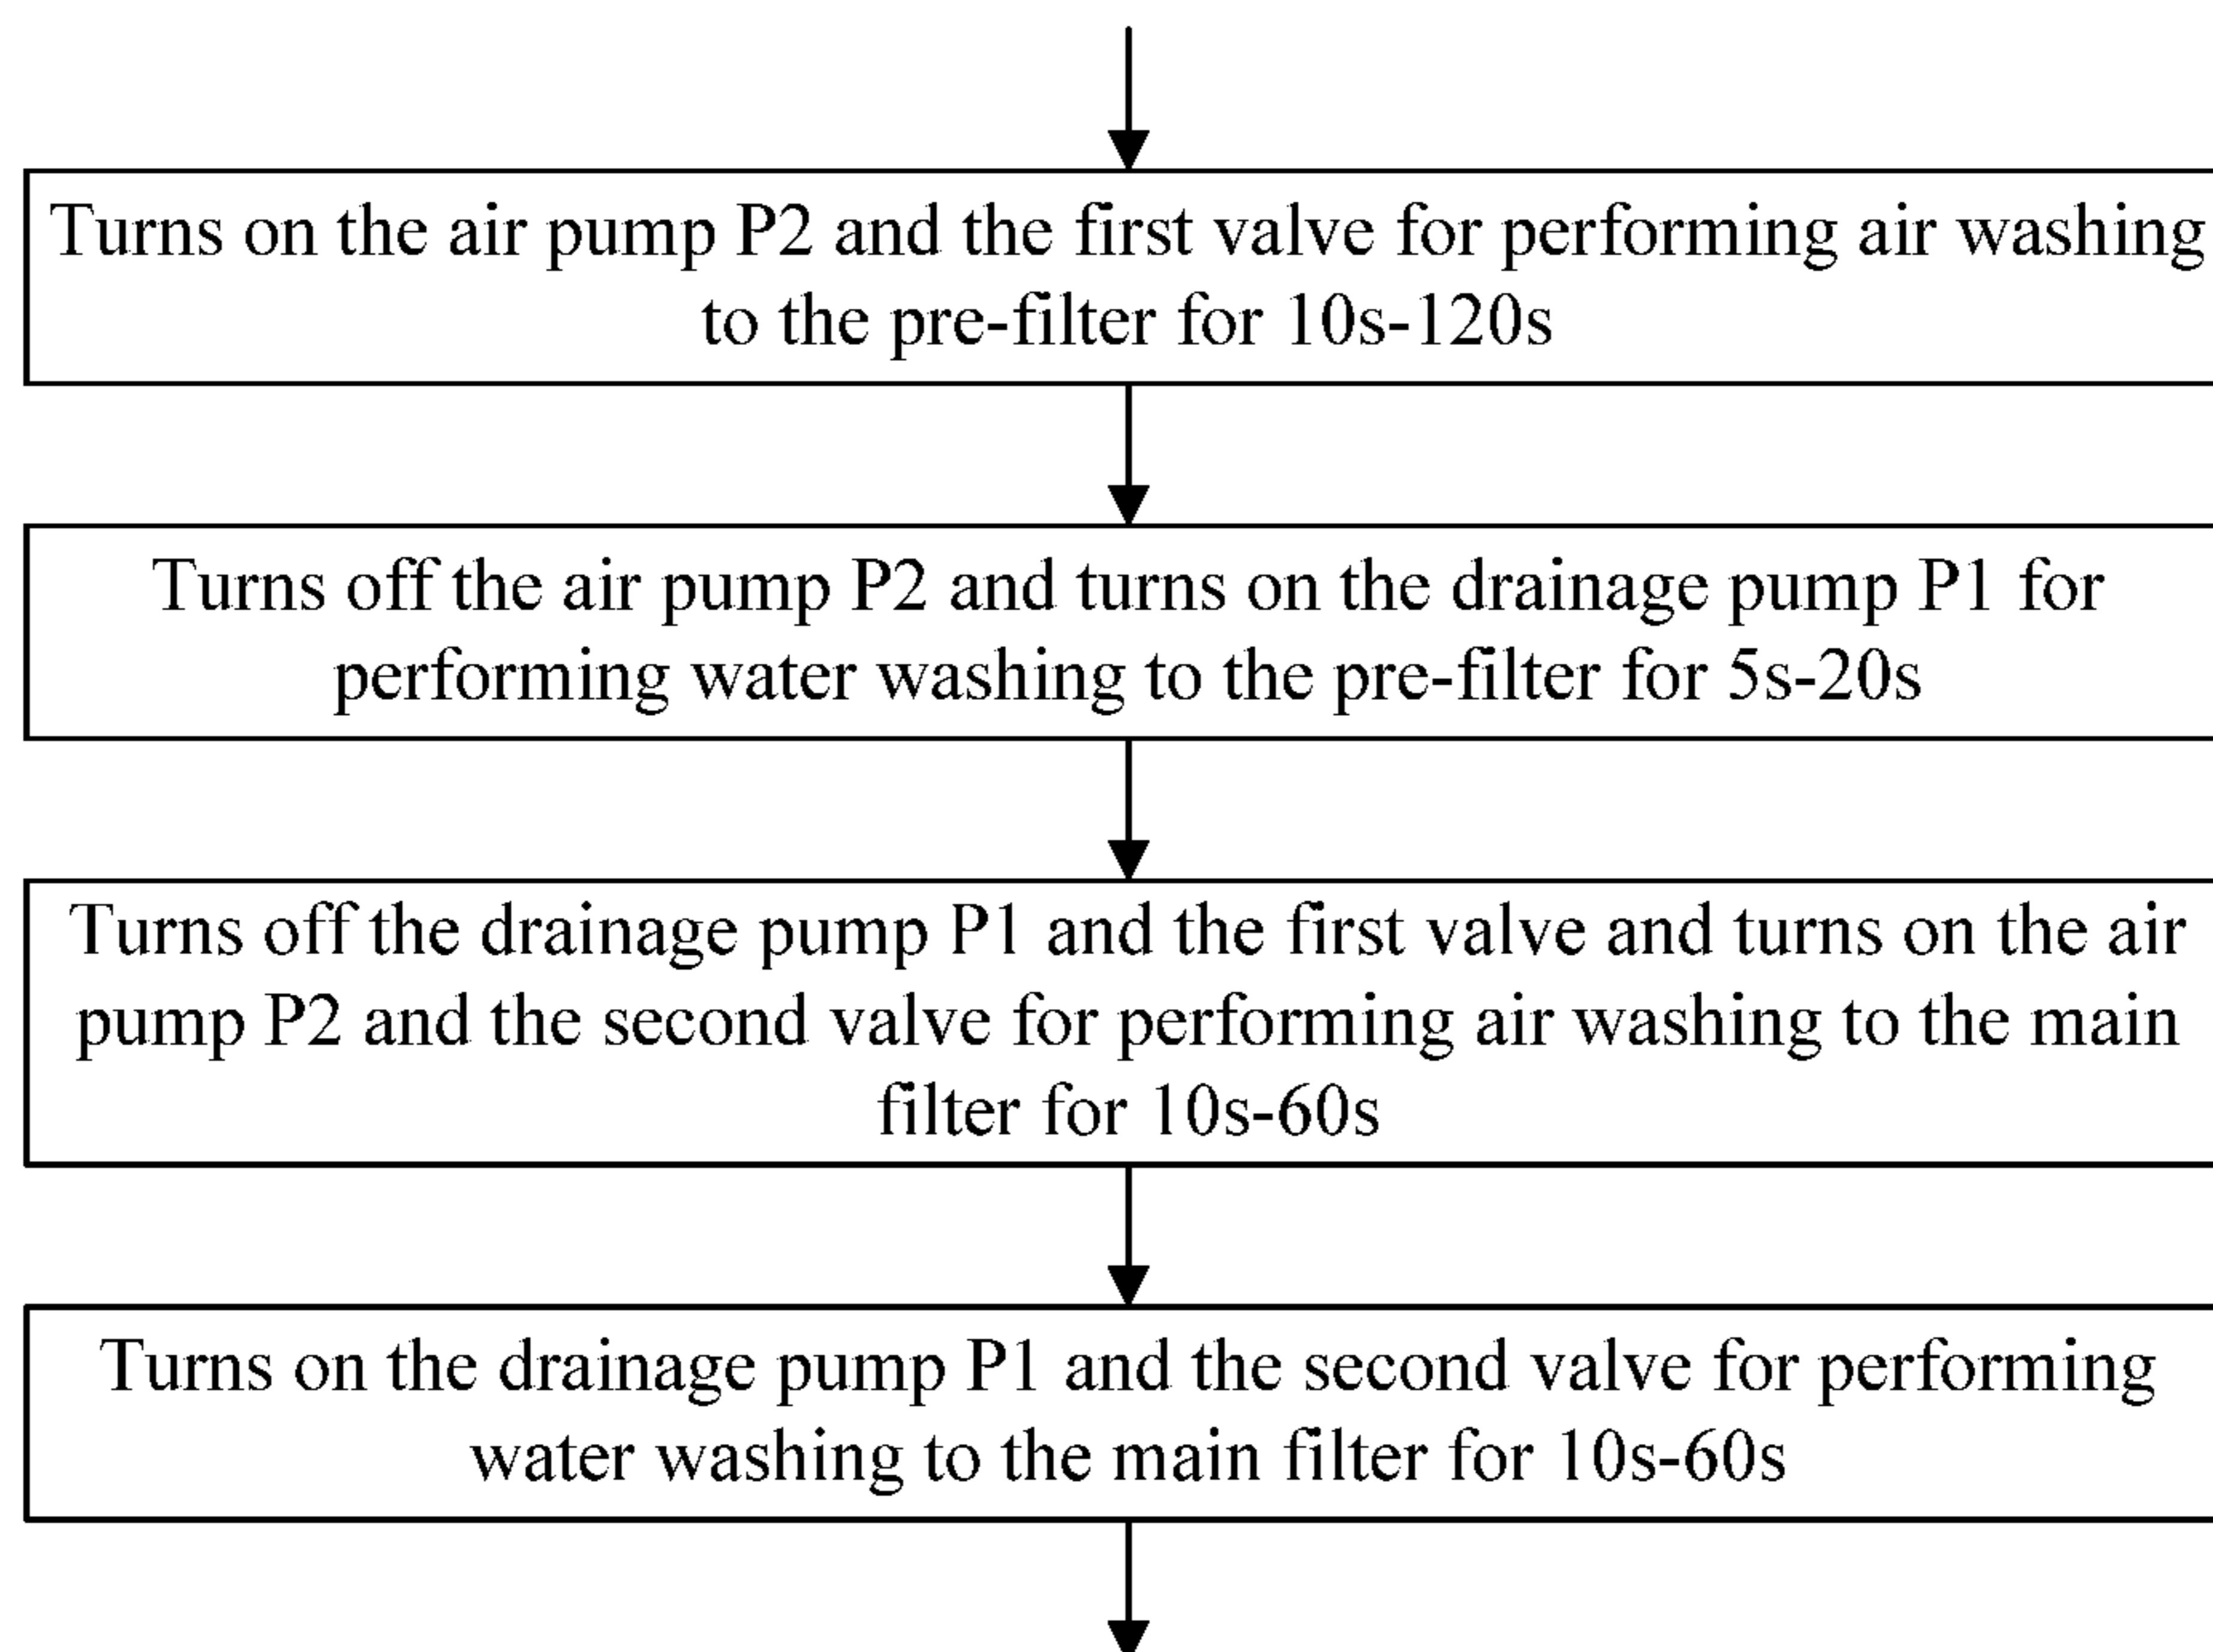 Turns on the air pump P2 and the first valve for performing air washing
to the pre-filter for 10s-120s
Turns off the air pump P2 and turns on the drainage pump P1 for
performing water washing to the pre-filter for 5s-20s
Turns off the drainage pump P1 and the first valve and turns on the air
pump P2 and the second valve for performing air washing to the main
filter for 10s-60s
Turns on the drainage pump P1 and the second valve for performing
water washing to the main filter for 10s-60s